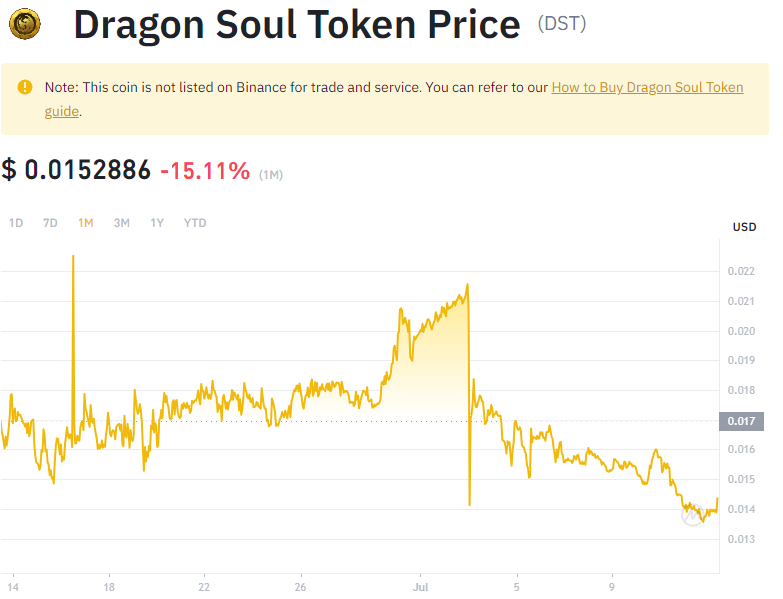 Dragon Soul Token Price (DST)
Note: This coin is not listed on Binance for trade and service. You can refer to our How to Buy Dragon Soul Token
guide.
$ 0.0152886 -15.11% (1M)
1D 7D 1M 3M 1Y YTD
USD
0.022
0.021
0.020
0.019
0.018
0.017
0.016
0.015
0.014
0.013
14 18 22 26 Jul 5 9